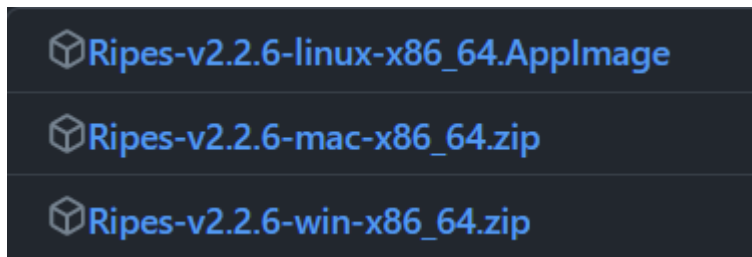 Ripes-v2.2.6-linux-x86_64.AppImage
Ripes-v2.2.6-mac-x86_64.zip
Ripes-v2.2.6-win-x86_64.zip